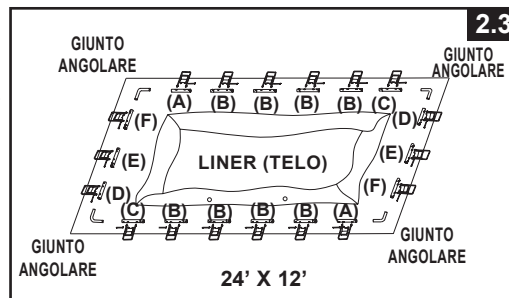 2.3
GIUNTO
ANGOLARE
GIUNTO
ANGOLARE
(A) (B) (B) (B) (B) (C)
(F) (D)
(E) LINER (TELO) (E)
(D) (F)
(C) (B) (B) (B) (B) (A)
GIUNTO
ANGOLARE
GIUNTO
ANGOLARE
24' X 12'